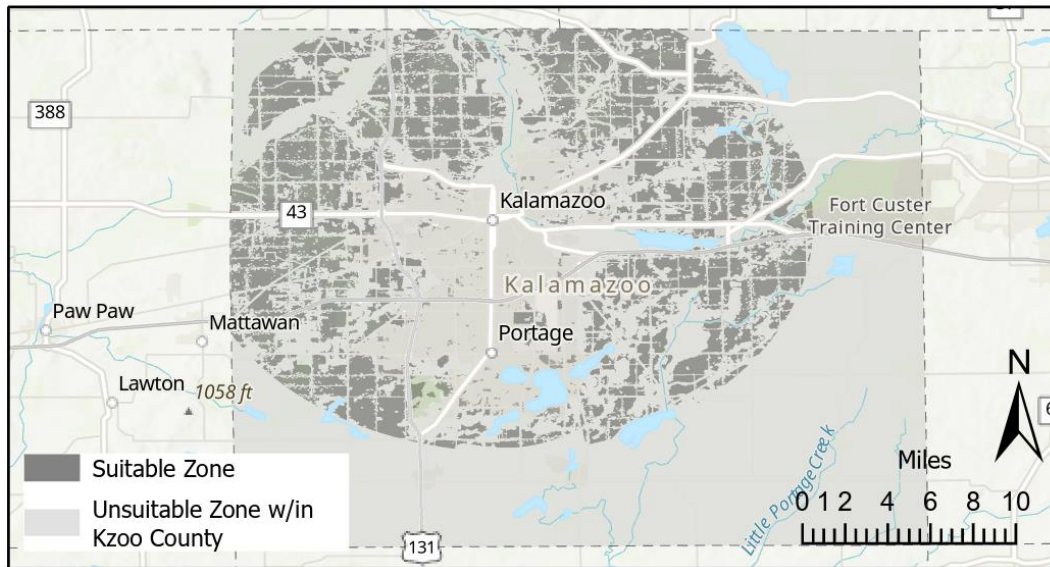 388
43
Kalamazoo
Fort Custer
Training Center
Kalamazoo
Paw Paw
Mattawan
Portage
Lawton
1058 ft
N
Suitable Zone
Unsuitable Zone w/in
Kzoo County
Little Portage Creek
Miles
0 1 2 4 6 8 10
131
6